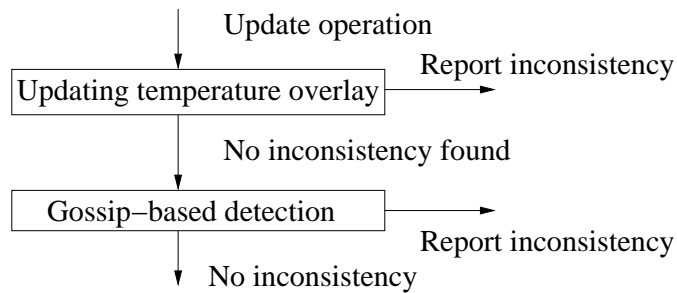 Update operation
Report inconsistency
Updating temperature overlay
No inconsistency found
Gossip−based detection
Report inconsistency
No inconsistency